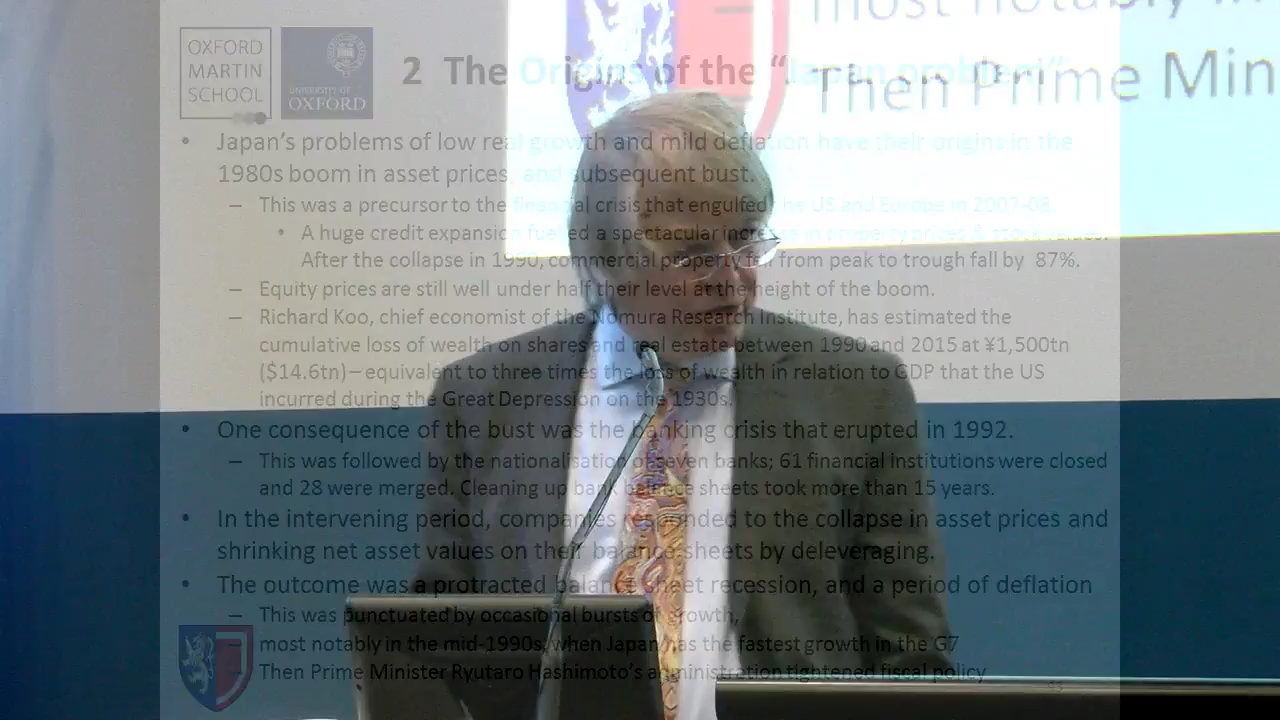 most notably in
Then Prime Min
OXFORD
MARTIN
SCHOOL
UNIVERSITY OF
OXFORD
2 The Origins of the “Japan problem”
• Japan’s problems of low real growth and mild deflation have their origins in the
1980s boom in asset prices, and subsequent bust.
– This was a precursor to the financial crisis that engulfed the US and Europe in 2007-08.
• A huge credit expansion fuelled a spectacular increase in property prices & stock values.
After the collapse in 1990, commercial property fell from peak to trough fall by 87%.
– Equity prices are still well under half their level at the height of the boom.
– Richard Koo, chief economist of the Nomura Research Institute, has estimated the
cumulative loss of wealth on shares and real estate between 1990 and 2015 at ¥1,500tn
($14.6tn) – equivalent to three times the loss of wealth in relation to GDP that the US
incurred during the Great Depression on the 1930s.
• One consequence of the bust was the banking crisis that erupted in 1992.
– This was followed by the nationalisation of seven banks; 61 financial institutions were closed
and 28 were merged. Cleaning up bank balance sheets took more than 15 years.
• In the intervening period, companies responded to the collapse in asset prices and
shrinking net asset values on their balance sheets by deleveraging.
• The outcome was a protracted balance sheet recession, and a period of deflation
– This was punctuated by occasional bursts of growth,
most notably in the mid-1990s, when Japan has the fastest growth in the G7
Then Prime Minister Ryutaro Hashimoto’s administration tightened fiscal policy